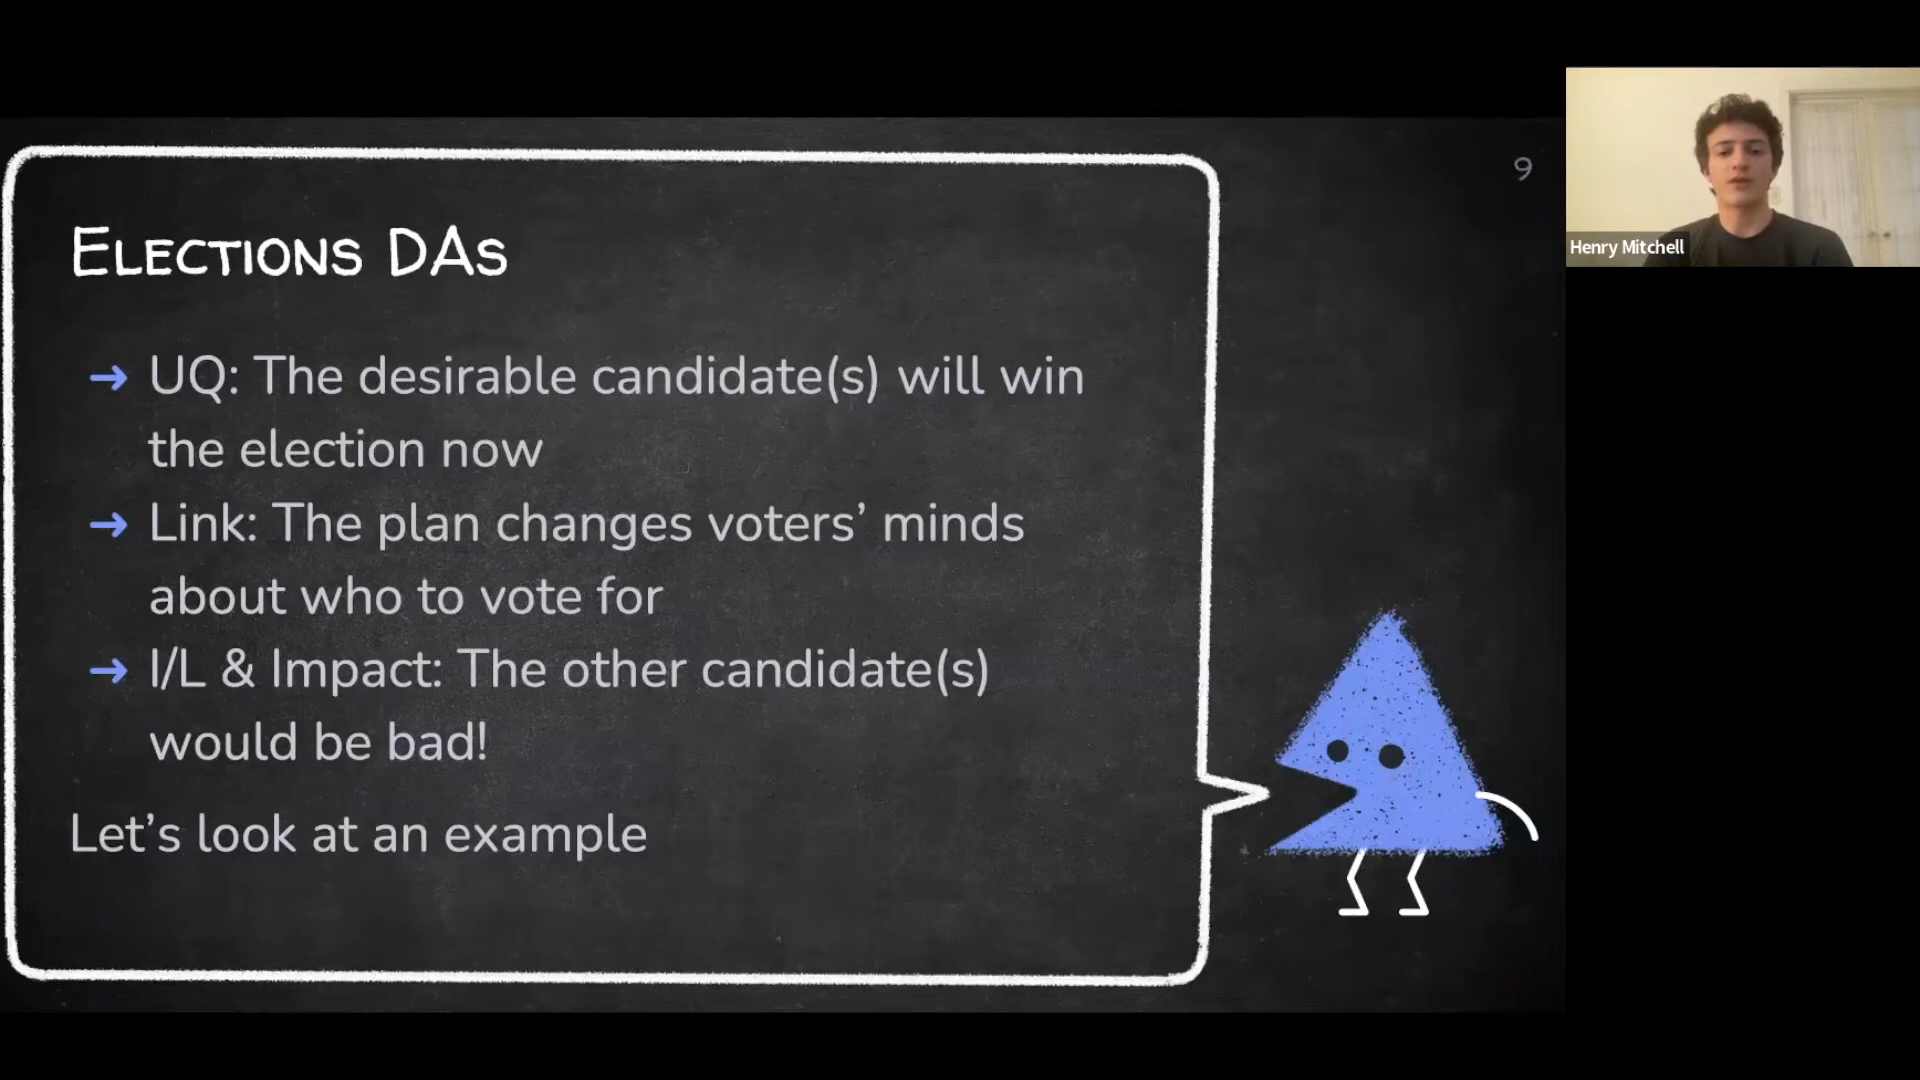 9
Elections DAs
➜ UQ: The desirable candidate(s) will win
the election now
➜ Link: The plan changes voters’ minds
about who to vote for
➜ I/L & Impact: The other candidate(s)
would be bad!
Let’s look at an example
Henry Mitchell